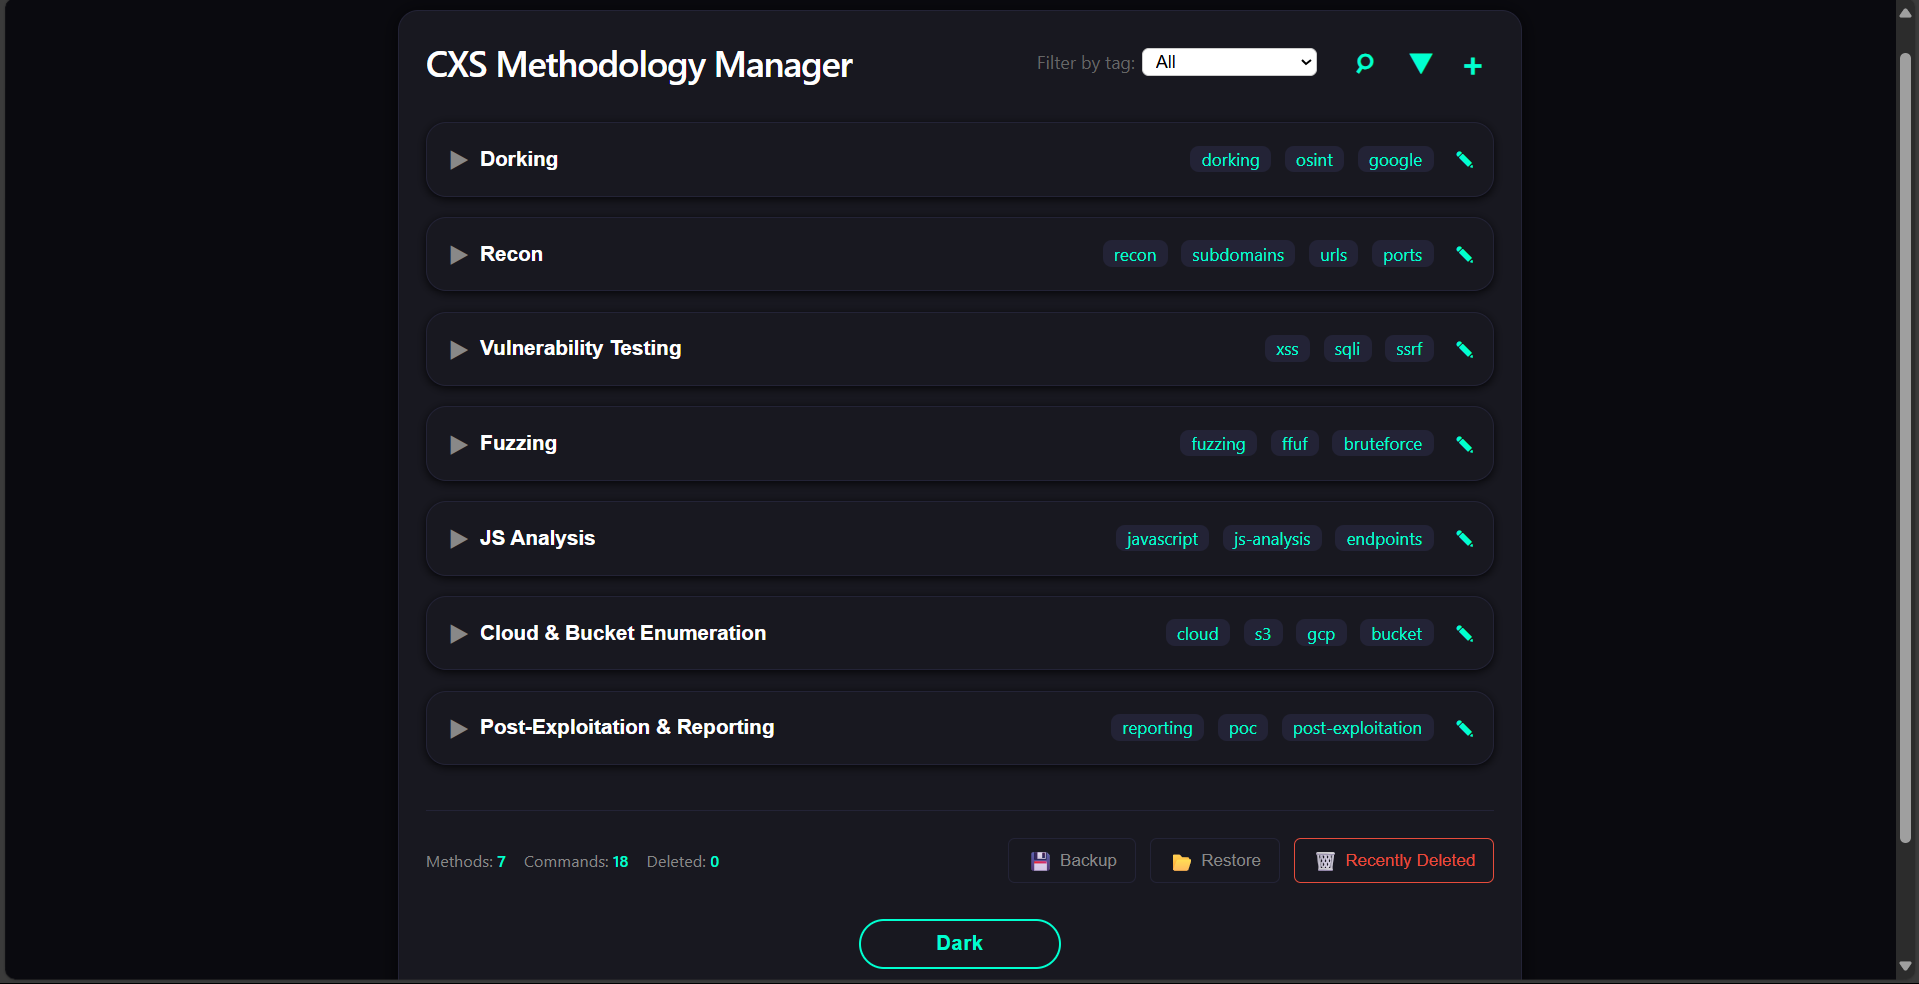 CXS Methodology Manager
Filter by tag: All
Dorking dorking osint google
Recon recon subdomains urls ports
Vulnerability Testing xss sqli ssrf
Fuzzing fuzzing ffuf bruteforce
JS Analysis javascript js-analysis endpoints
Cloud & Bucket Enumeration cloud s3 gcp bucket
Post-Exploitation & Reporting reporting poc post-exploitation
Methods: 7 Commands: 18 Deleted: 0 Backup Restore Recently Deleted
Dark